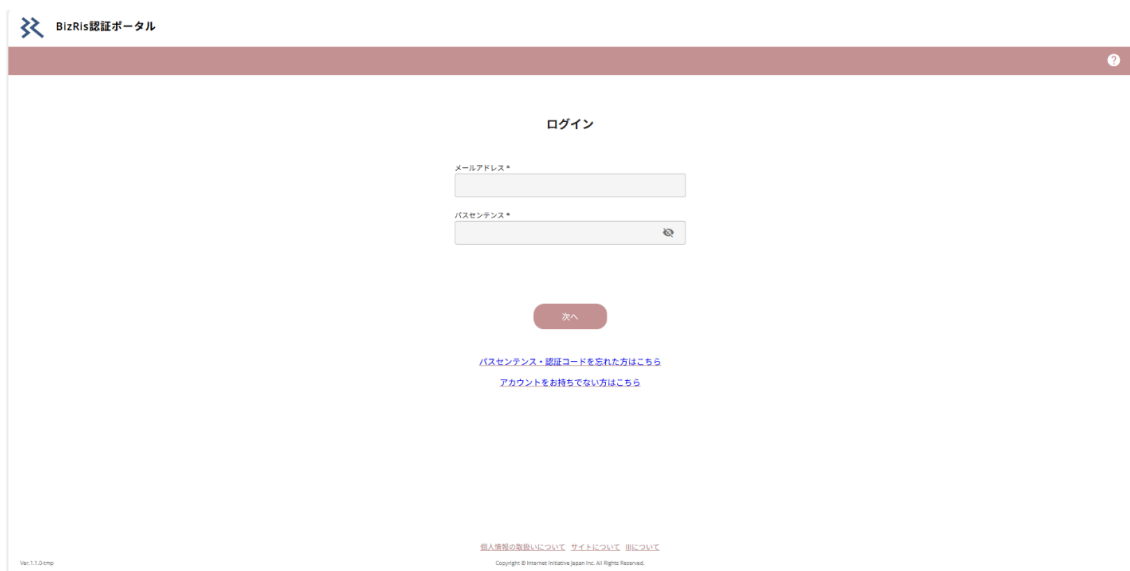 BizRis認証ポータル
?
ログイン
メールアドレス *
パスセンテンス *
次へ
パスセンテンス・認証コードを忘れた方はこちら
アカウントをお持ちでない方はこちら
個人情報の取扱いについて サイトについて IIJについて
Ver.1.1.0-tmp
Copyright © Internet Initiative Japan Inc. All Rights Reserved.